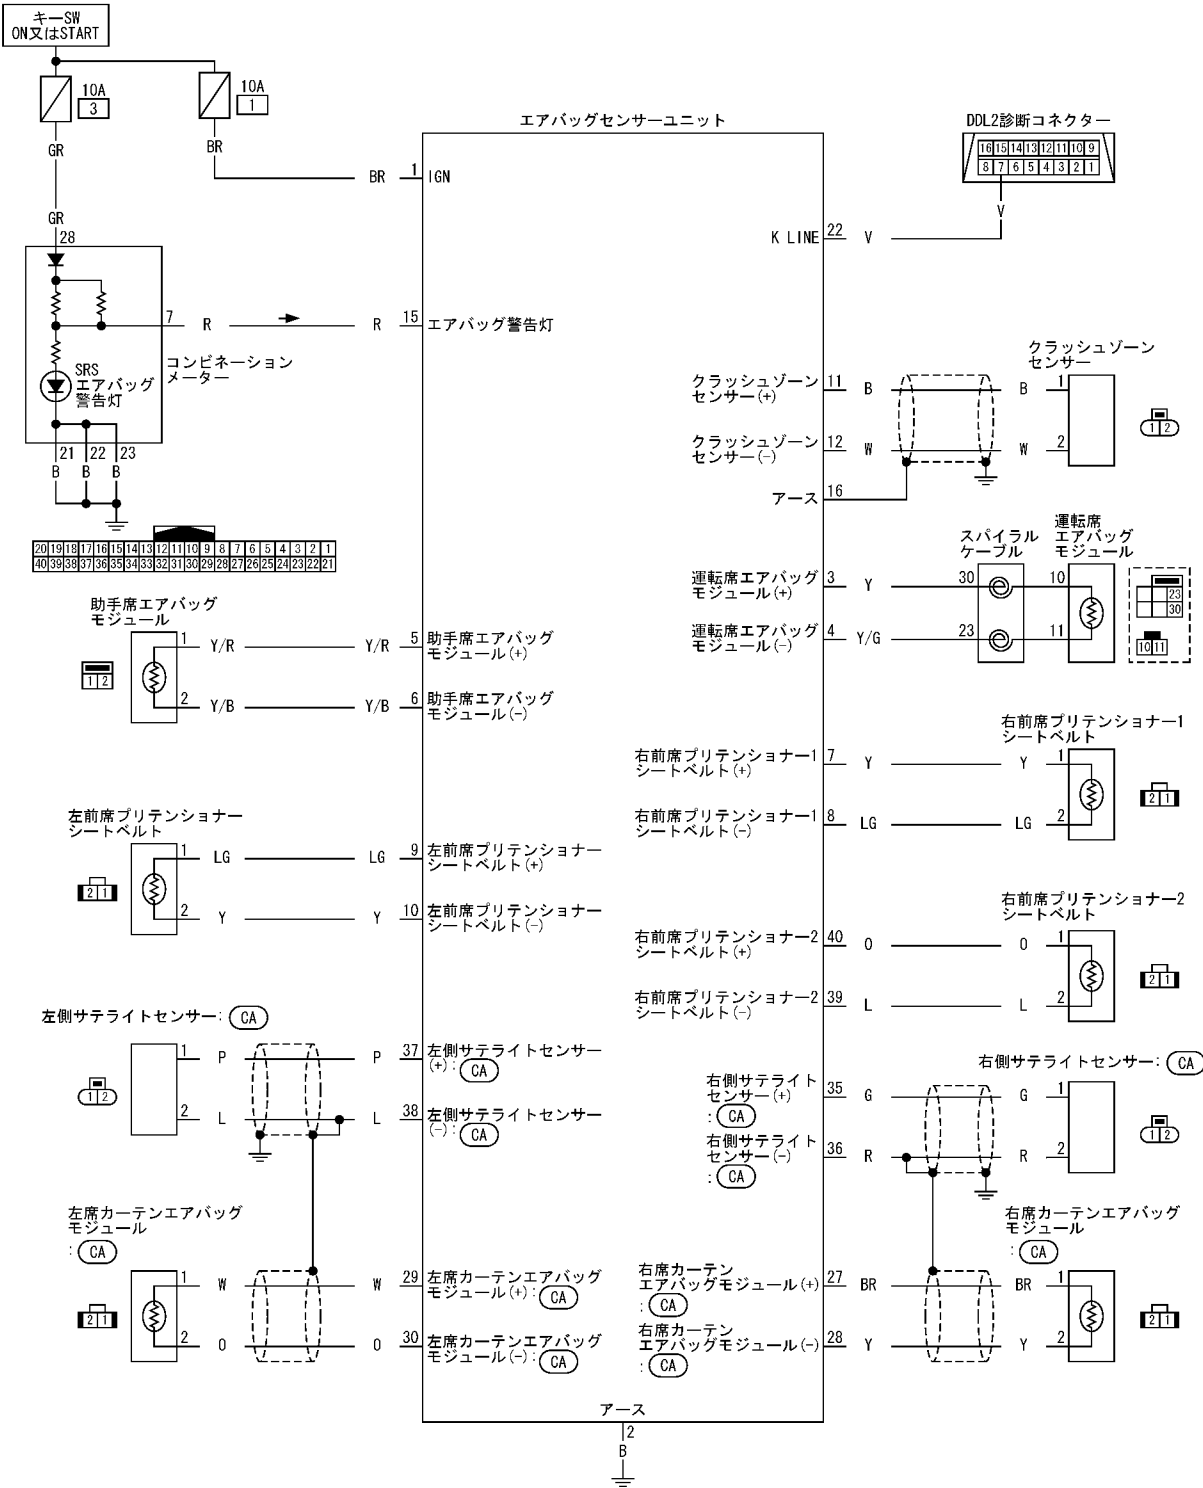 キーSW
ON又はSTART
10A
3
10A
1
GR
BR
GR
28
エアバッグセンサーユニット
BR
1
IGN
DDL2診断コネクター
16 15 14 13 12 11 10 9
8 7 6 5 4 3 2 1
V
K LINE
22
V
7
R
R
15
エアバッグ警告灯
コンビネーション
メーター
SRS
エアバッグ
警告灯
21
22
23
B
B
B
20 19 18 17 16 15 14 13 12 11 10 9 8 7 6 5 4 3 2 1
40 39 38 37 36 35 34 33 32 31 30 29 28 27 26 25 24 23 22 21
クラッシュゾーン
センサー(+)
11
B
B
1
クラッシュゾーン
センサー
1 2
クラッシュゾーン
センサー(-)
12
W
W
2
アース
16
スパイラル
ケーブル
運転席
エアバッグ
モジュール
運転席エアバッグ
モジュール(+)
3
Y
30
10
運転席エアバッグ
モジュール(-)
4
Y/G
23
11
23
30
10 11
助手席エアバッグ
モジュール
1 2
1
Y/R
Y/R
5
助手席エアバッグ
モジュール(+)
2
Y/B
Y/B
6
助手席エアバッグ
モジュール(-)
右前席プリテンショナー1
シートベルト
右前席プリテンショナー1
シートベルト(+)
7
Y
Y
1
2 1
右前席プリテンショナー1
シートベルト(-)
8
LG
LG
2
左前席プリテンショナー
シートベルト
2 1
1
LG
LG
9
左前席プリテンショナー
シートベルト(+)
2
Y
Y
10
左前席プリテンショナー
シートベルト(-)
右前席プリテンショナー2
シートベルト
右前席プリテンショナー2
シートベルト(+)
40
O
O
1
2 1
右前席プリテンショナー2
シートベルト(-)
39
L
L
2
左側サテライトセンサー: CA
1 2
1
P
P
37
左側サテライトセンサー
(+): CA
2
L
L
38
左側サテライトセンサー
(-): CA
右側サテライトセンサー: CA
右側サテライト
センサー(+)
: CA
35
G
G
1
1 2
右側サテライト
センサー(-)
: CA
36
R
R
2
左席カーテンエアバッグ
モジュール
: CA
2 1
1
W
W
29
左席カーテンエアバッグ
モジュール(+): CA
2
O
O
30
左席カーテンエアバッグ
モジュール(-): CA
右席カーテンエアバッグ
モジュール
: CA
右席カーテン
エアバッグモジュール(+)
: CA
27
BR
BR
1
2 1
右席カーテン
エアバッグモジュール(-)
: CA
28
Y
Y
2
アース
2
B